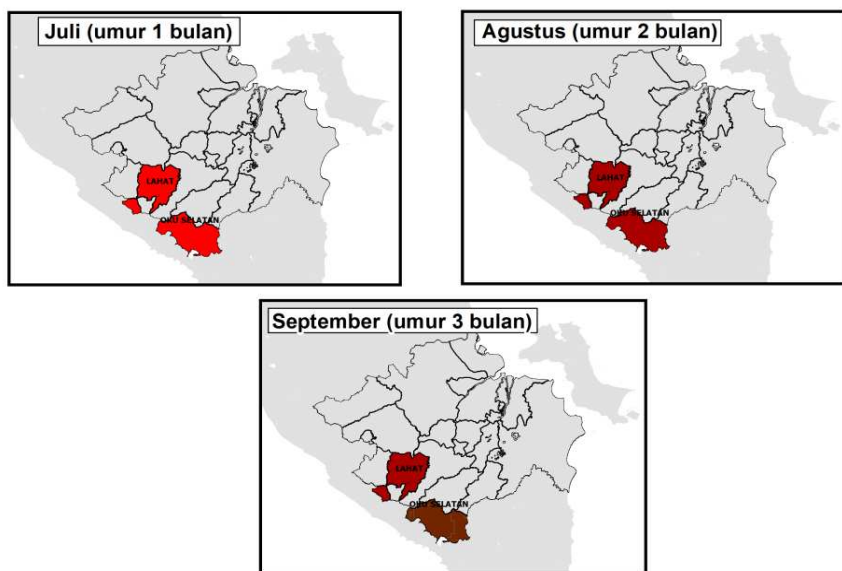 Juli (umur 1 bulan)
LAHAT
OKU SELATAN
Agustus (umur 2 bulan)
LAHAT
OKU SELATAN
September (umur 3 bulan)
LAHAT
OKU SELATAN